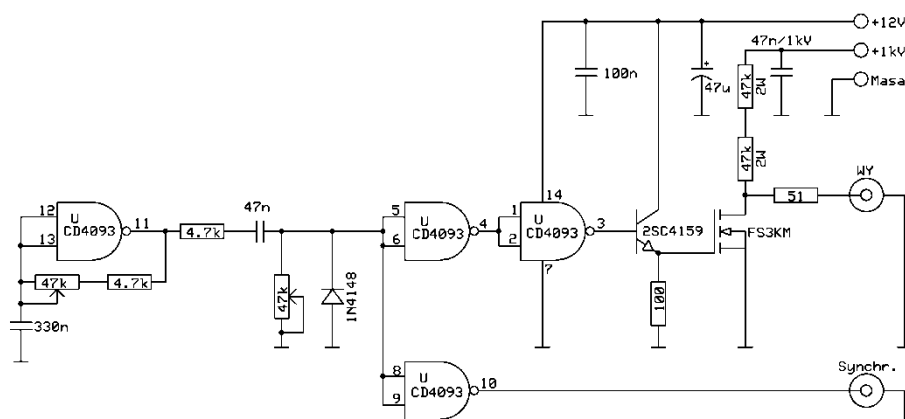 +12V
47n/1kV
+1kV
100n
47u
+
47k
2W
Masa
47k
2W
WY
14
12
U
11
CD4093
13
4.7k
47n
5
U
4
CD4093
6
1
U
3
CD4093
2
7
2SC4159
FS3KM
51
47k
4.7k
330n
47k
1N4148
100
8
U
10
CD4093
9
Synchr.